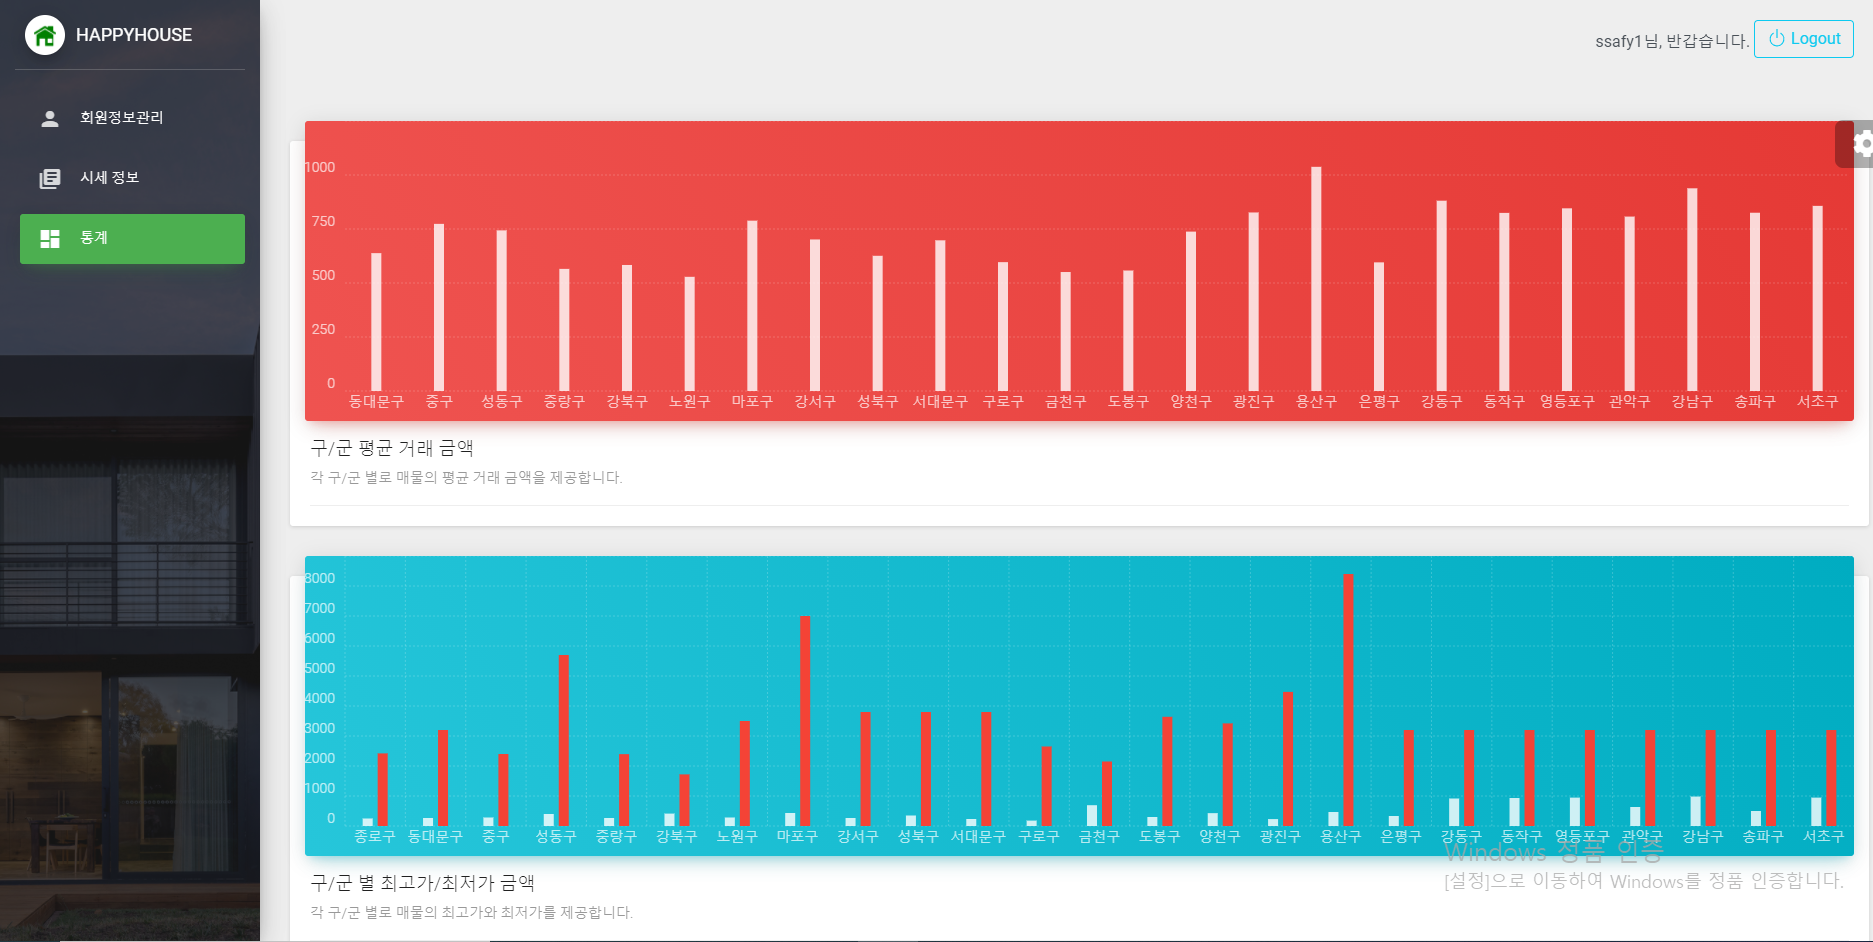 HAPPYHOUSE
회원정보관리
시세 정보
통계
ssafy1님, 반갑습니다. Logout
1000
750
500
250
0
동대문구 중구 성동구 중랑구 강북구 노원구 마포구 강서구 성북구 서대문구 구로구 금천구 도봉구 양천구 광진구 용산구 은평구 강동구 동작구 영등포구 관악구 강남구 송파구 서초구
구/군 평균 거래 금액
각 구/군 별로 매물의 평균 거래 금액을 제공합니다.
8000
7000
6000
5000
4000
3000
2000
1000
0
종로구 동대문구 중구 성동구 중랑구 강북구 노원구 마포구 강서구 성북구 서대문구 구로구 금천구 도봉구 양천구 광진구 용산구 은평구 강동구 동작구 영등포구 관악구 강남구 송파구 서초구
Windows 정품 인증
[설정]으로 이동하여 Windows를 정품 인증합니다.
구/군 별 최고가/최저가 금액
각 구/군 별로 매물의 최고가와 최저가를 제공합니다.